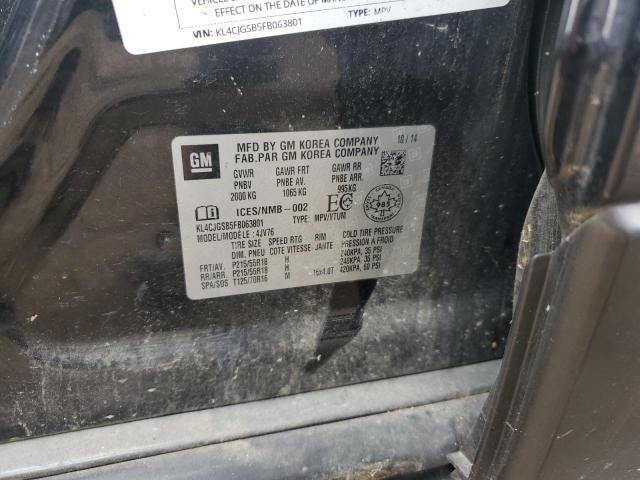 EFFECT ON THE DATE OF
VIN: KL4CJGSB5FB063801 TYPE: MPV
GM
MFD BY GM KOREA COMPANY 10 / 14
FAB.PAR GM KOREA COMPANY
GVWR GAWR FRT GAWR RR
PNBV PNBE AV. PNBE ARR.
2000 KG 1065 KG 995 KG
ICES/NMB-002 EC
KL4CJGSB5FB063801 TYPE: MPV/VTUM
MODEL/MODELE: 4JV76
TIRE SIZE SPEED RTG RIM COLD TIRE PRESSURE
DIM. PNEU COTE VITESSE JANTE PRESSION A FROID
FRT/AV. P215/55R18 H 240KPA, 35 PSI
RR/ARR. P215/55R18 H 240KPA, 35 PSI
SPA/SOS T125/70R16 M 16x4.0T 420KPA, 60 PSI